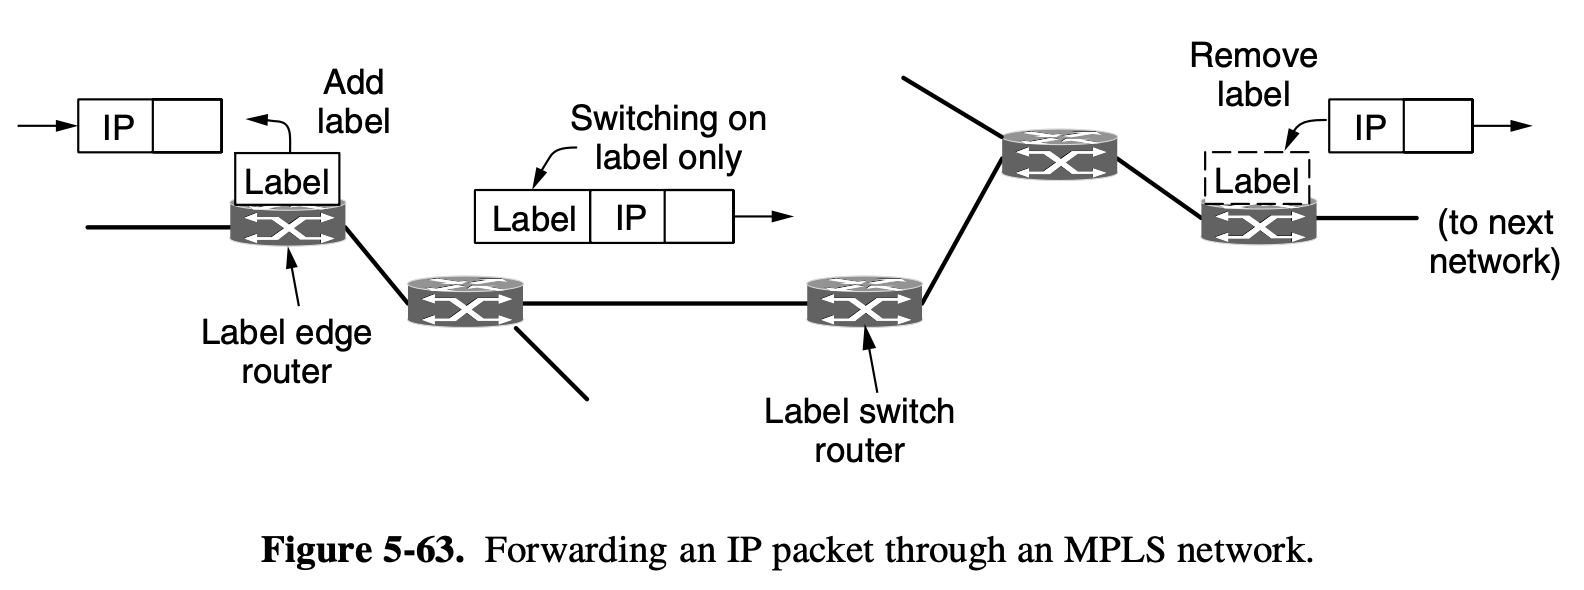 IP
Add
label
Label
Label edge
router
Switching on
label only
Label IP
Label switch
router
Remove
label
IP
Label
(to next
network)
Figure 5-63. Forwarding an IP packet through an MPLS network.